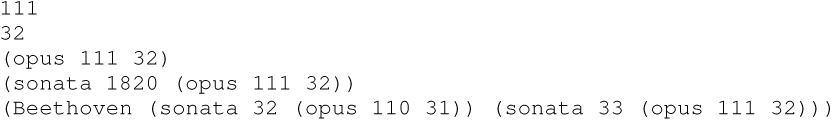 111
32
(opus 111 32)
(sonata 1820 (opus 111 32))
(Beethoven (sonata 32 (opus 110 31)) (sonata 33 (opus 111 32)))